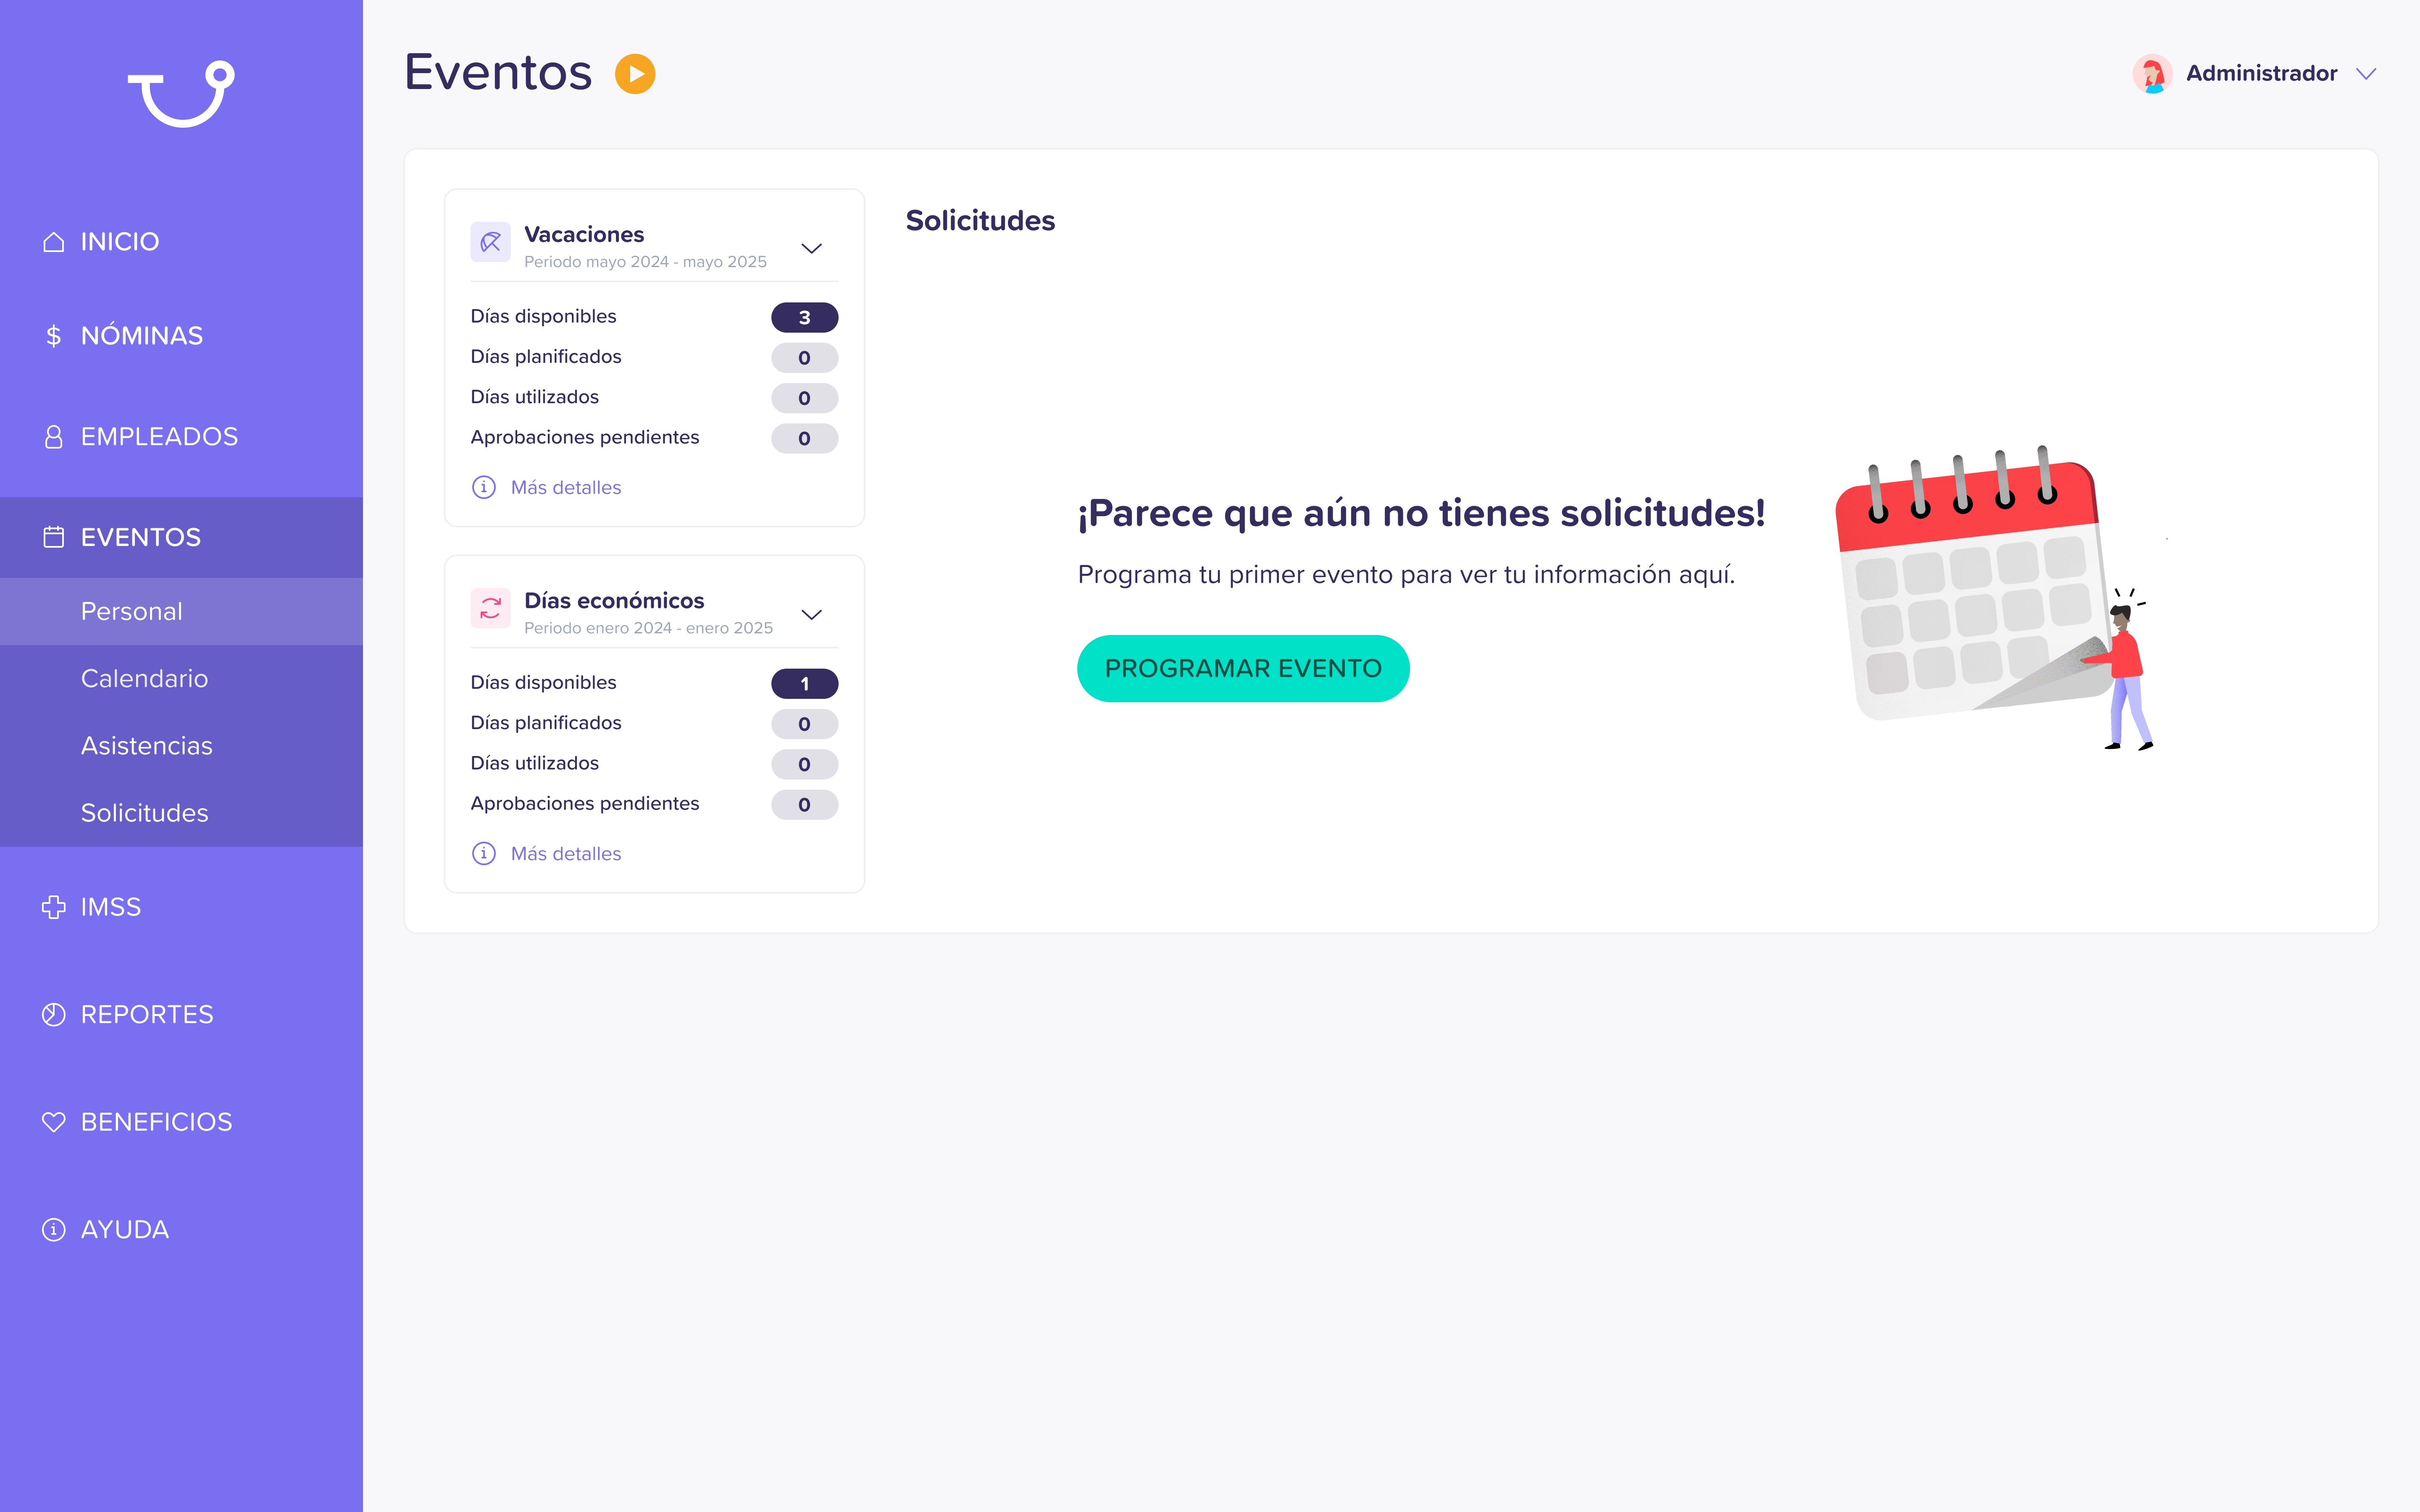 INICIO
NÓMINAS
EMPLEADOS
EVENTOS
Personal
Calendario
Asistencias
Solicitudes
IMSS
REPORTES
BENEFICIOS
AYUDA
Eventos
Administrador
Vacaciones
Periodo mayo 2024 - mayo 2025
Días disponibles 3
Días planificados 0
Días utilizados 0
Aprobaciones pendientes 0
Más detalles
Días económicos
Periodo enero 2024 - enero 2025
Días disponibles 1
Días planificados 0
Días utilizados 0
Aprobaciones pendientes 0
Más detalles
Solicitudes
¡Parece que aún no tienes solicitudes!
Programa tu primer evento para ver tu información aquí.
PROGRAMAR EVENTO